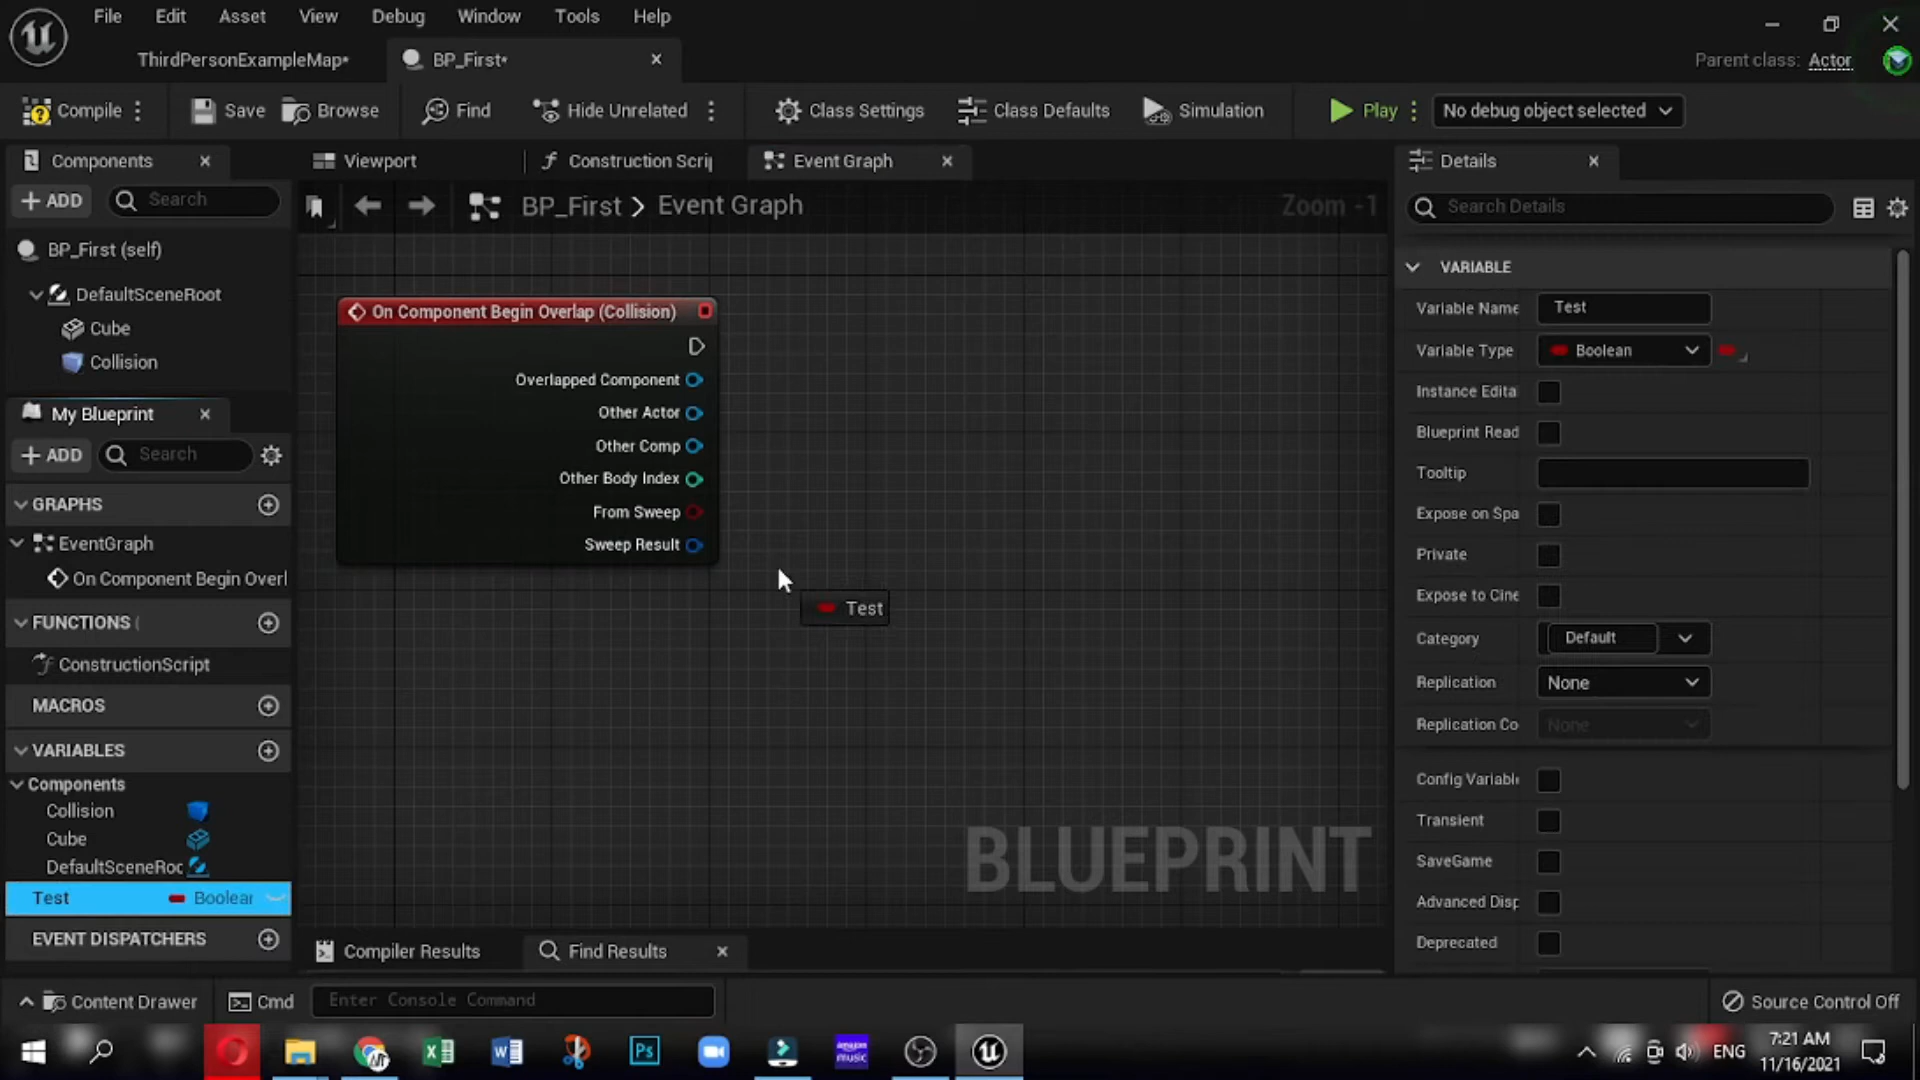 File Edit Asset View Debug Window Tools Help
ThirdPersonExampleMap•
BP_First•
Parent class: Actor
Compile
Save
Browse
Find
Hide Unrelated
Class Settings
Class Defaults
Simulation
Play
No debug object selected
Components
Viewport
Construction Scrip
Event Graph
Details
+ ADD
Search
BP_First > Event Graph
Zoom -1
Search Details
BP_First (self)
DefaultSceneRoot
Cube
Collision
My Blueprint
+ ADD
Search
GRAPHS
EventGraph
On Component Begin Overl
FUNCTIONS (
ConstructionScript
MACROS
VARIABLES
Components
Collision
Cube
DefaultSceneRoo
Test Boolean
EVENT DISPATCHERS
On Component Begin Overlap (Collision)
Overlapped Component
Other Actor
Other Comp
Other Body Index
From Sweep
Sweep Result
Test
BLUEPRINT
VARIABLE
Variable Name Test
Variable Type Boolean
Instance Edita
Blueprint Read
Tooltip
Expose on Spa
Private
Expose to Cine
Category Default
Replication None
Replication Co None
Config Variable
Transient
SaveGame
Advanced Disp
Deprecated
Compiler Results
Find Results
Content Drawer
Cmd
Enter Console Command
Source Control Off
Ps
amazon music
ENG
7:21 AM
11/16/2021